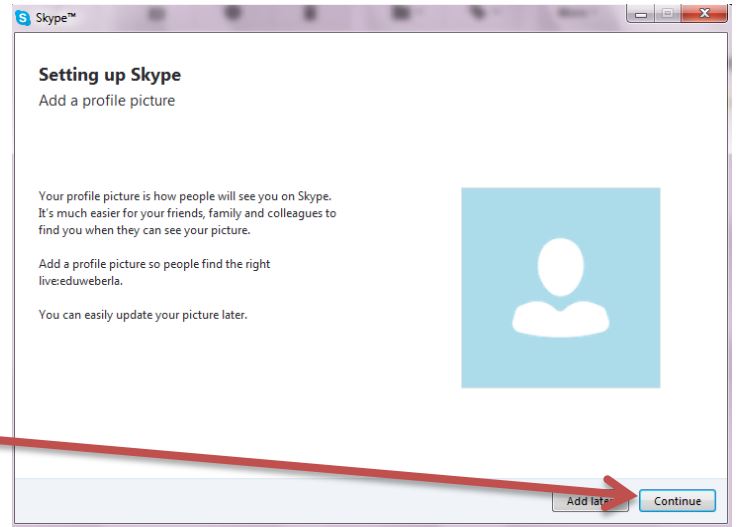 Skype™
Setting up Skype
Add a profile picture
Your profile picture is how people will see you on Skype.
It's much easier for your friends, family and colleagues to
find you when they can see your picture.
Add a profile picture so people find the right
live:eduweberla.
You can easily update your picture later.
Add later
Continue